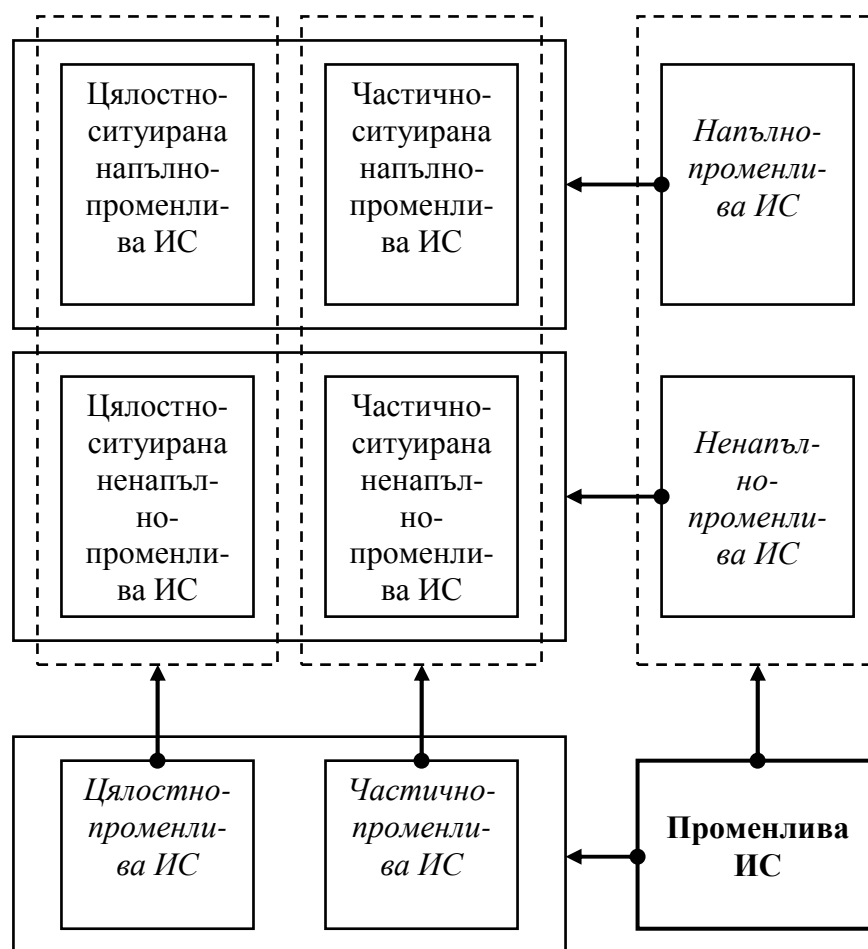 Цялостно-
ситуирана
напълно-
променли-
ва ИС
Частично-
ситуирана
напълно-
променли-
ва ИС
Напълно-
променли-
ва ИС
Цялостно-
ситуирана
ненапъл-
но-
променли-
ва ИС
Частично-
ситуирана
ненапъл-
но-
променли-
ва ИС
Ненапъл-
но-
променли-
ва ИС
Цялостно-
променли-
ва ИС
Частично-
променли-
ва ИС
Променлива
ИС